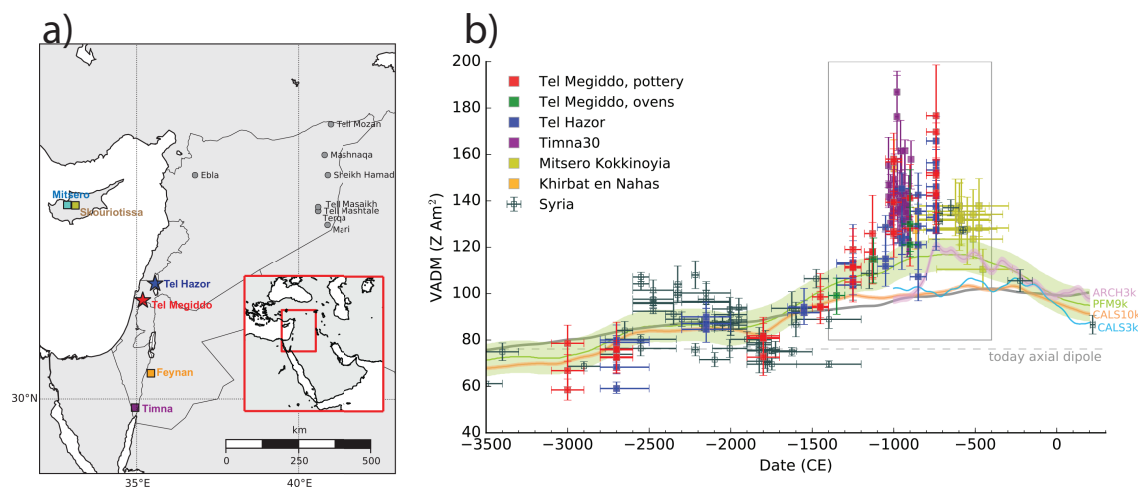 a)
Tell Mozan
Mashnaqa
Ebla
Sheikh Hamad
Mitsero
Skouriotissa
Tell Masaikh
Tell Mashtale
Terqa
Mari
Tel Hazor
Tel Megiddo
Feynan
Timna
30°N
km
0 250 500
35°E 40°E
b)
200
180
160
140
120
100
80
60
40
VADM (Z Am²)
Tel Megiddo, pottery
Tel Megiddo, ovens
Tel Hazor
Timna30
Mitsero Kokkinoyia
Khirbat en Nahas
Syria
ARCH3k
PFM9k
CALS10k
CALS3k
today axial dipole
−3500 −3000 −2500 −2000 −1500 −1000 −500 0
Date (CE)